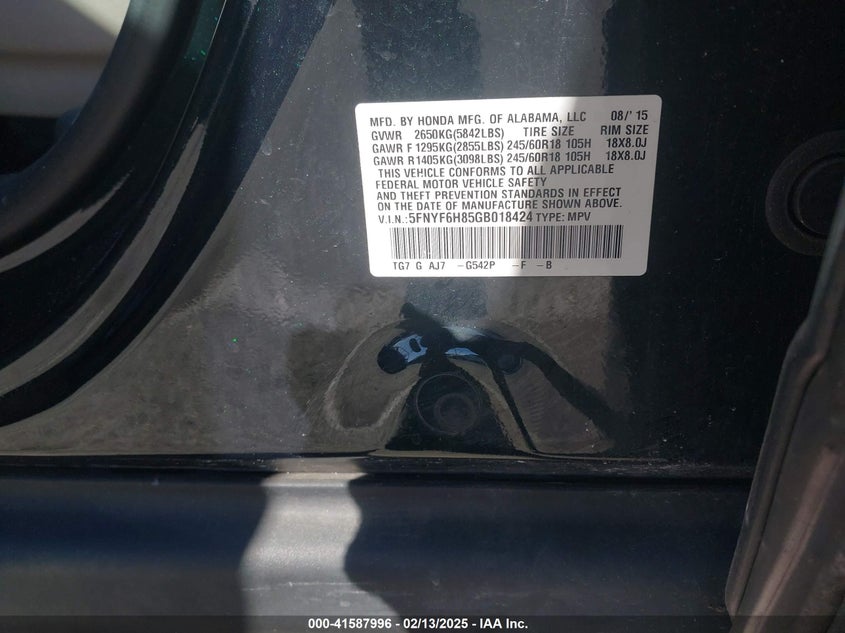 MFD. BY HONDA MFG. OF ALABAMA, LLC 08/' 15
GVWR 2650KG(5842LBS) TIRE SIZE RIM SIZE
GAWR F 1295KG(2855LBS) 245/60R18 105H 18X8.0J
GAWR R 1405KG(3098LBS) 245/60R18 105H 18X8.0J
THIS VEHICLE CONFORMS TO ALL APPLICABLE
FEDERAL MOTOR VEHICLE SAFETY
AND THEFT PREVENTION STANDARDS IN EFFECT
ON THE DATE OF MANUFACTURE SHOWN ABOVE.
V.I.N.: 5FNYF6H85GB018424 TYPE: MPV
TG7 G AJ7 -G542P -F -B
000-41587996 - 02/13/2025 - IAA Inc.